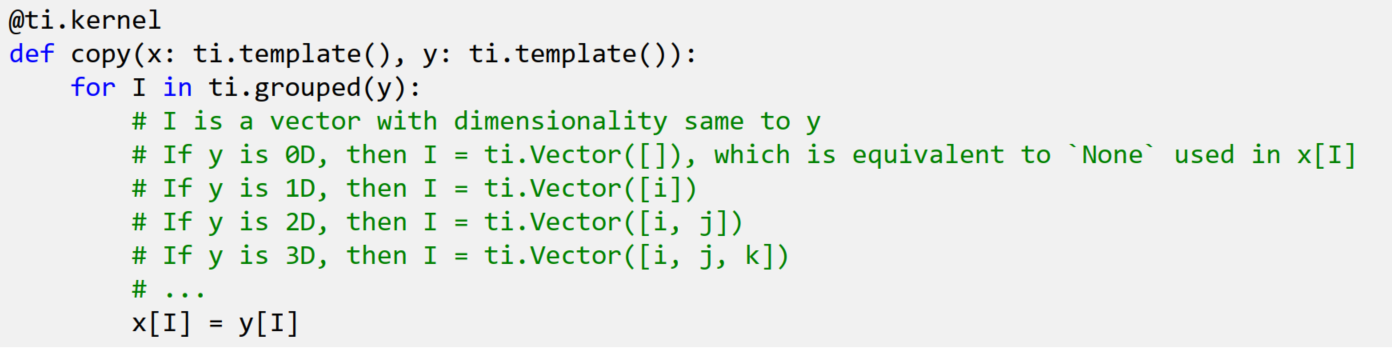 @ti.kernel
def copy(x: ti.template(), y: ti.template()):
    for I in ti.grouped(y):
        # I is a vector with dimensionality same to y
        # If y is 0D, then I = ti.Vector([]), which is equivalent to `None` used in x[I]
        # If y is 1D, then I = ti.Vector([i])
        # If y is 2D, then I = ti.Vector([i, j])
        # If y is 3D, then I = ti.Vector([i, j, k])
        # ...
        x[I] = y[I]